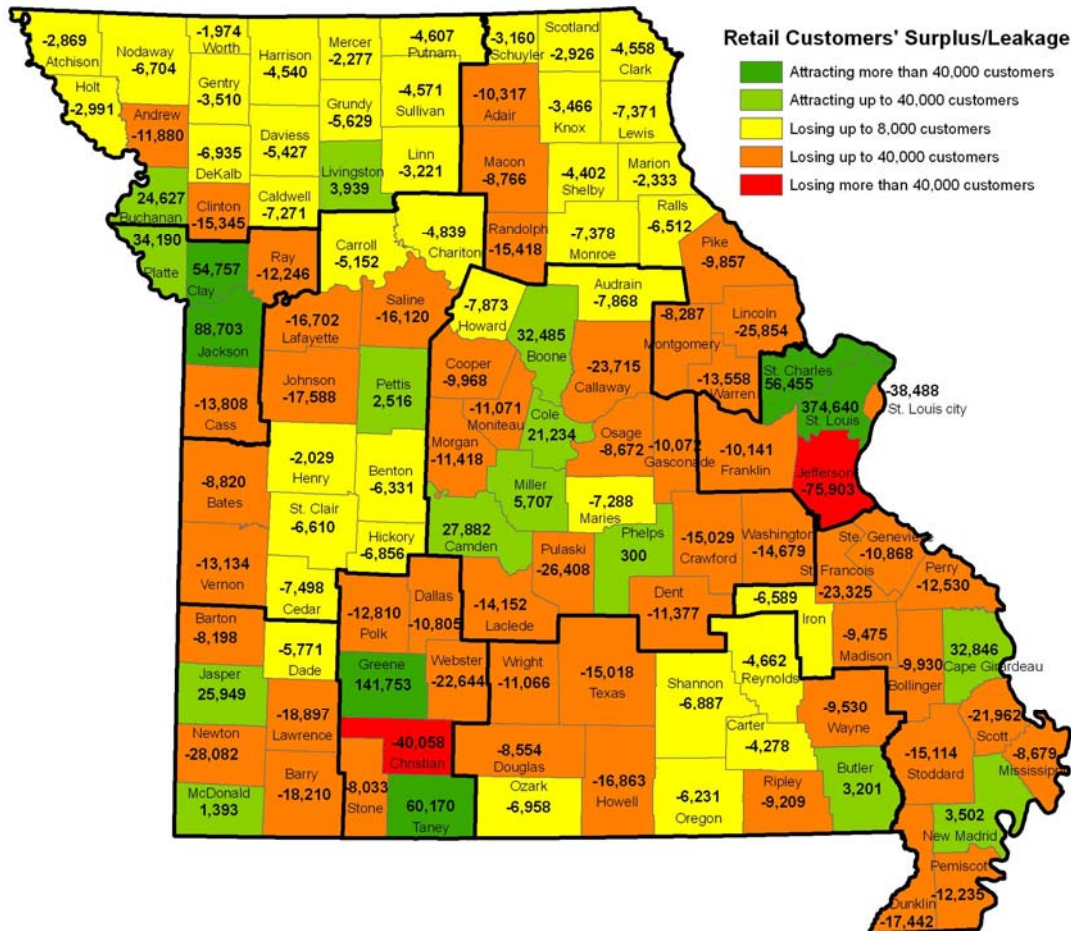 Retail Customers' Surplus/Leakage
Attracting more than 40,000 customers
Attracting up to 40,000 customers
Losing up to 8,000 customers
Losing up to 40,000 customers
Losing more than 40,000 customers
-2,869
Atchison
Nodaway
-6,704
-1,974
Worth
Harrison
-4,540
Mercer
-2,277
-4,607
Putnam
-3,160
Schuyler
Scotland
-2,926
-4,558
Clark
Holt
-2,991
Andrew
-11,880
Gentry
-3,510
Daviess
-5,427
Grundy
-5,629
-4,571
Sullivan
-10,317
Adair
-3,466
Knox
-7,371
Lewis
-6,935
DeKalb
Livingston
3,939
Linn
-3,221
Macon
-8,766
-4,402
Shelby
Marion
-2,333
24,627
Buchanan
Clinton
-15,345
Caldwell
-7,271
Ralls
-6,512
34,190
Platte
54,757
Clay
Ray
-12,246
Carroll
-5,152
-4,839
Chariton
Randolph
-15,418
-7,378
Monroe
Pike
-9,857
88,703
Jackson
-16,702
Lafayette
Saline
-16,120
-7,873
Howard
32,485
Boone
Audrain
-7,868
-8,287
Montgomery
Lincoln
-25,854
-13,808
Cass
Johnson
-17,588
Pettis
2,516
Cooper
-9,968
-11,071
Moniteau
Cole
21,234
-23,715
Callaway
-13,558
Warren
St. Charles
56,455
374,640
St. Louis
-38,488
St. Louis city
-8,820
Bates
-2,029
Henry
Benton
-6,331
Morgan
-11,418
Miller
5,707
Osage
-8,672
-10,072
Gasconade
-10,141
Franklin
Jefferson
-75,903
St. Clair
-6,610
Hickory
-6,856
27,882
Camden
-7,288
Maries
Pulaski
-26,408
Phelps
300
-15,029
Crawford
Washington
-14,679
Ste. Genevie
-10,868
St. Francois
-23,325
Perry
-12,530
-13,134
Vernon
-7,498
Cedar
-12,810
Polk
Dallas
-10,805
-14,152
Laclede
Dent
-11,377
-6,589
Iron
-9,475
Madison
-9,930
Bollinger
32,846
Cape Girardeau
Barton
-8,198
-5,771
Dade
Greene
141,753
Webster
-22,644
Wright
-11,066
-15,018
Texas
Shannon
-6,887
-4,662
Reynolds
-9,530
Wayne
-21,962
Scott
Jasper
25,949
-18,897
Lawrence
-40,058
Christian
-8,554
Douglas
Carter
-4,278
-15,114
Stoddard
-8,679
Mississippi
Newton
-28,082
Barry
-18,210
-8,033
Stone
60,170
Taney
Ozark
-6,958
-16,863
Howell
-6,231
Oregon
Ripley
-9,209
Butler
3,201
McDonald
1,393
3,502
New Madrid
Pemiscot
-12,235
Dunklin
-17,442